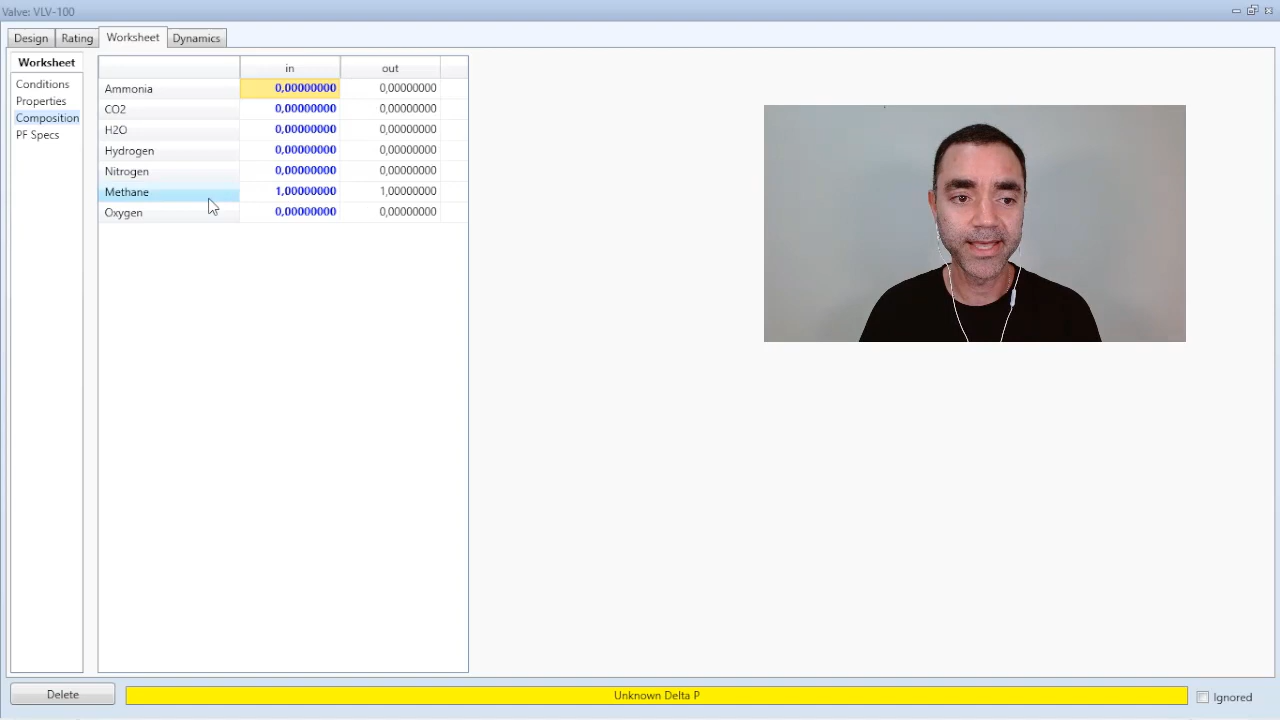 Valve: VLV-100
Design Rating Worksheet Dynamics
Worksheet
Conditions
Properties
Composition
PF Specs
in out
Ammonia 0,00000000 0,00000000
CO2 0,00000000 0,00000000
H2O 0,00000000 0,00000000
Hydrogen 0,00000000 0,00000000
Nitrogen 0,00000000 0,00000000
Methane 1,00000000 1,00000000
Oxygen 0,00000000 0,00000000
Delete Unknown Delta P Ignored